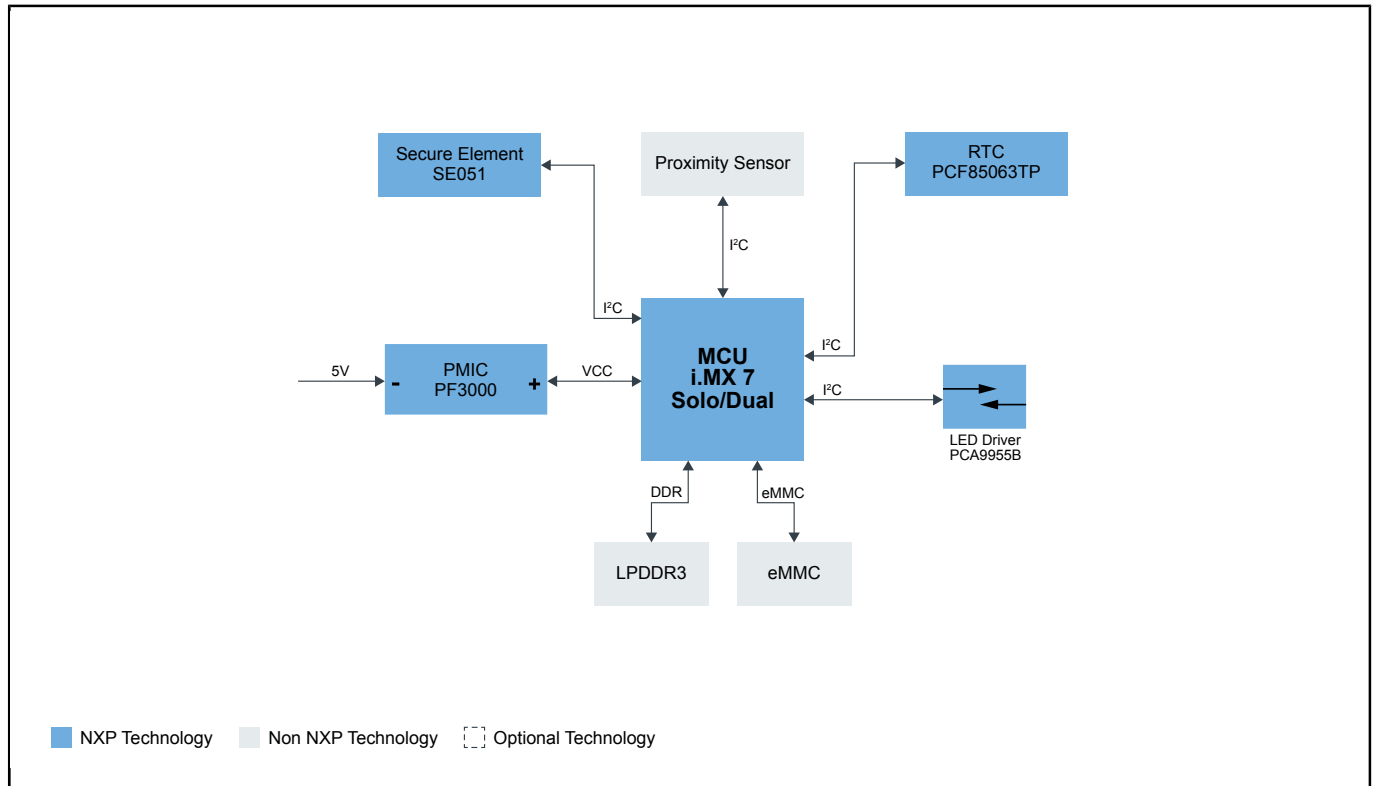 Secure Element
SE051
Proximity Sensor
RTC
PCF85063TP
I²C
I²C
MCU
i.MX 7
Solo/Dual
I²C
5V
- PMIC +
PF3000
VCC
I²C
LED Driver
PCA9955B
DDR
eMMC
LPDDR3
eMMC
NXP Technology
Non NXP Technology
Optional Technology